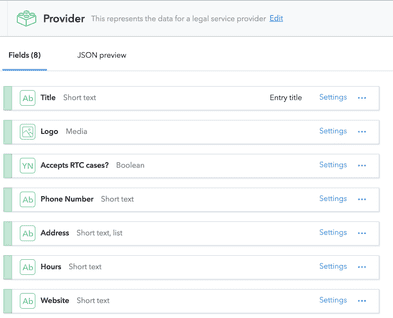 Provider This represents the data for a legal service provider Edit
Fields (8) JSON preview
Ab Title Short text Entry title Settings ...
Logo Media Settings ...
YN Accepts RTC cases? Boolean Settings ...
Ab Phone Number Short text Settings ...
Ab Address Short text, list Settings ...
Ab Hours Short text Settings ...
Ab Website Short text Settings ...